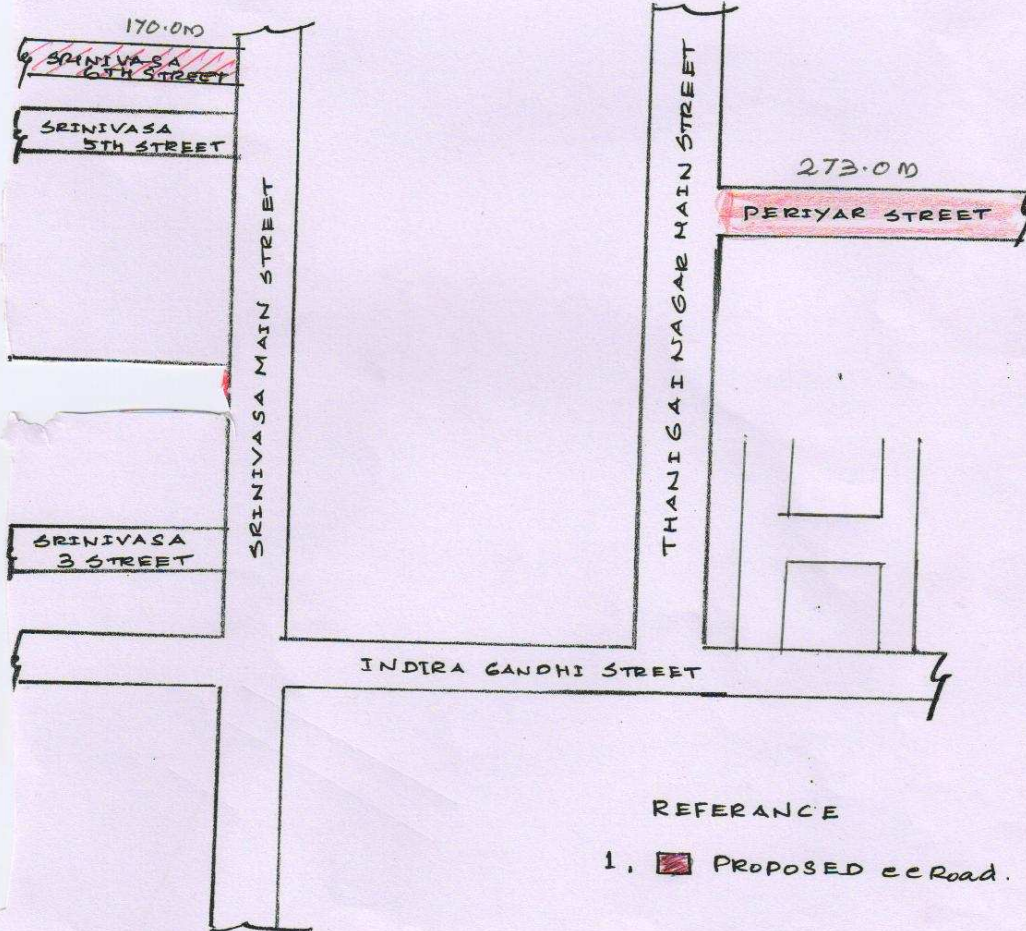 170.0m
SRINIVASA
6TH STREET
SRINIVASA
5TH STREET
SRINIVASA MAIN STREET
THANIGAI NAGAR MAIN STREET
273.0m
PERIYAR STREET
SRINIVASA
3 STREET
INDIRA GANDHI STREET
REFERANCE
1. PROPOSED cc Road.